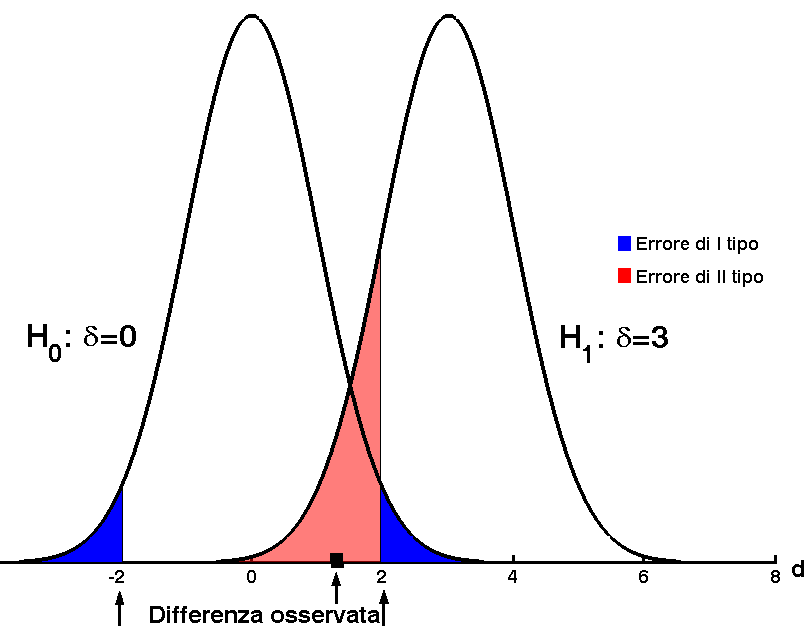 Errore di I tipo
Errore di II tipo
H₀: δ=0
H₁: δ=3
-2 0 2 4 6 8 d
Differenza osservata